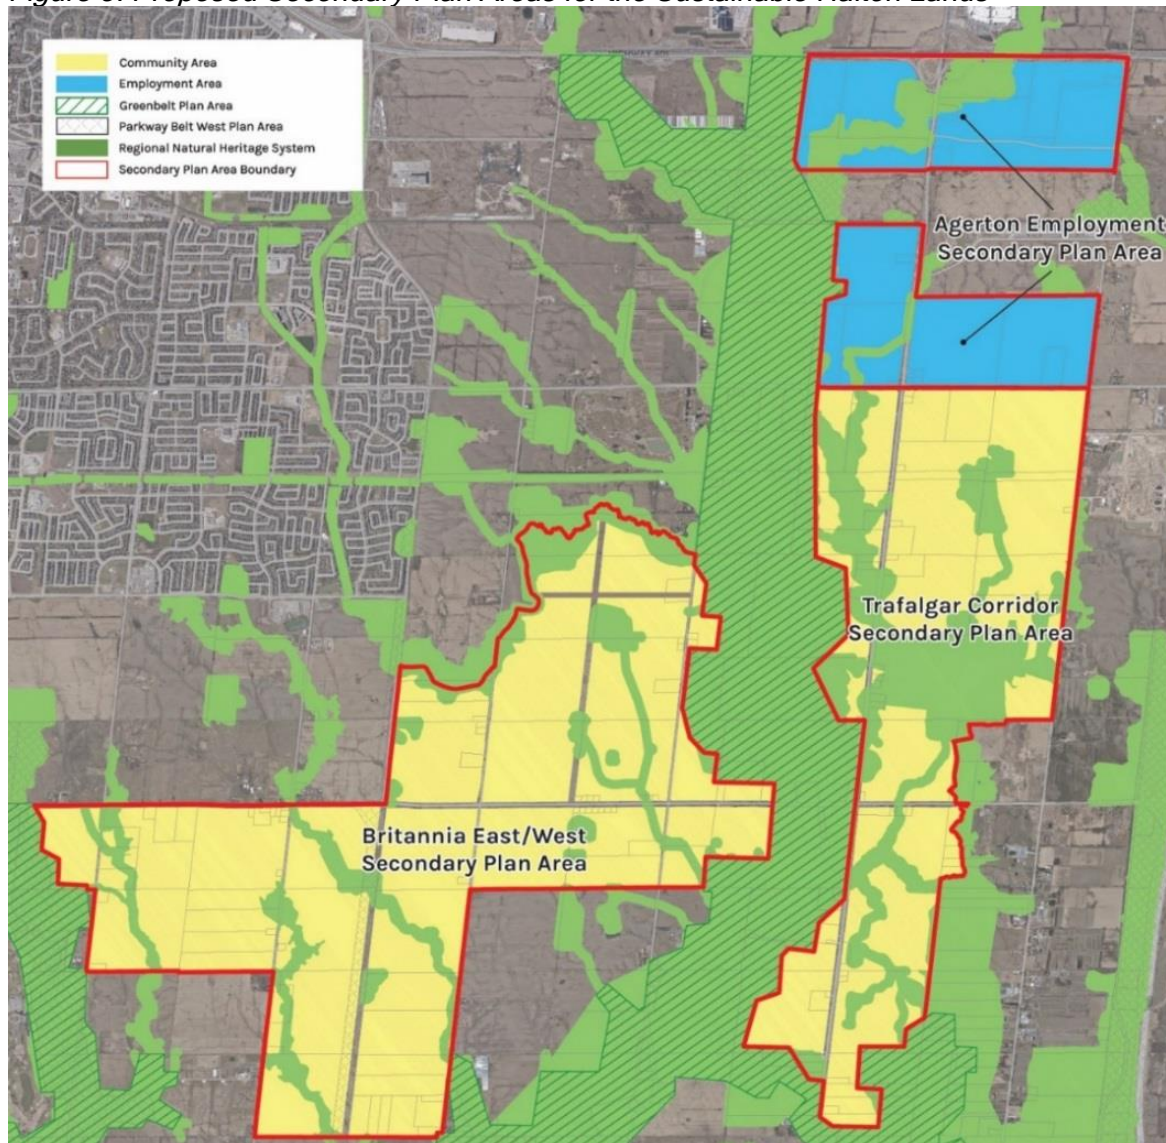 Figure 3: Proposed Secondary Plan Areas for the Sustainable Halton Lands
Community Area
Employment Area
Greenbelt Plan Area
Parkway Belt West Plan Area
Regional Natural Heritage System
Secondary Plan Area Boundary
HIGHWAY 401
Agerton Employment
Secondary Plan Area
Trafalgar Corridor
Secondary Plan Area
Britannia East/West
Secondary Plan Area